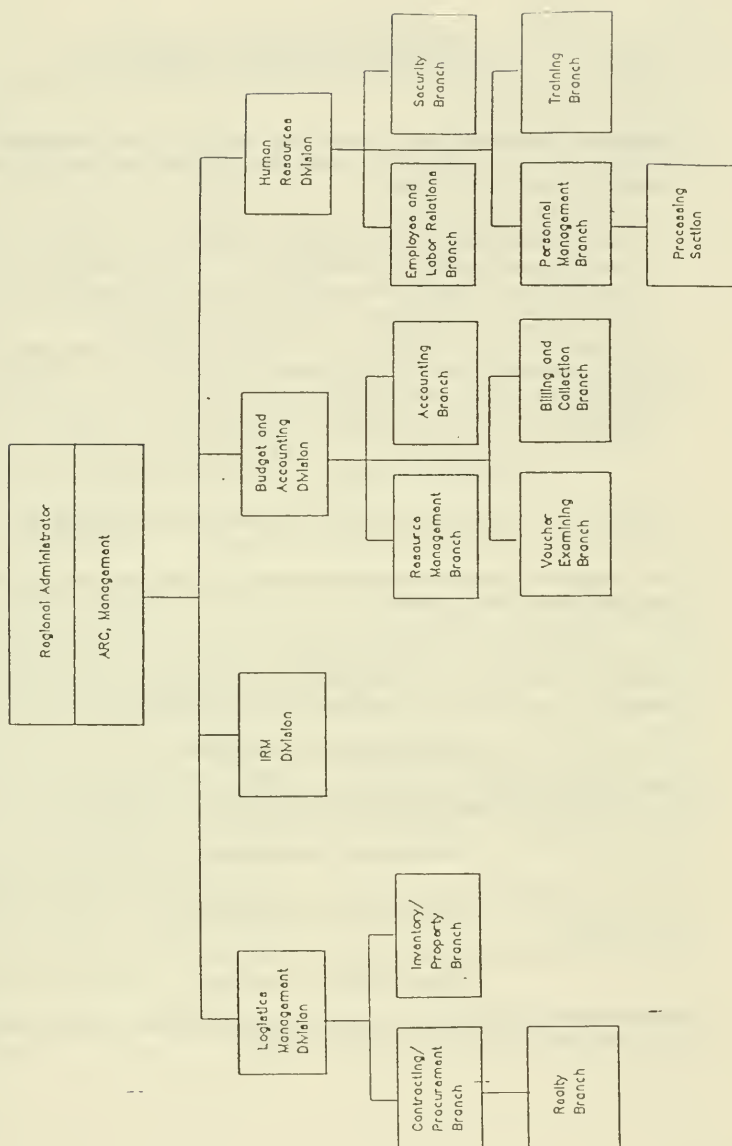 Regional Administrator
ARC, Management
Logistics
Management
Division
IRM
Division
Budget and
Accounting
Division
Human
Resources
Division
Contracting/
Procurement
Branch
Inventory/
Property
Branch
Resource
Management
Branch
Accounting
Branch
Employee and
Labor Relations
Branch
Security
Branch
Realty
Branch
Voucher
Examining
Branch
Billing and
Collection
Branch
Personnel
Management
Branch
Training
Branch
Processing
Section